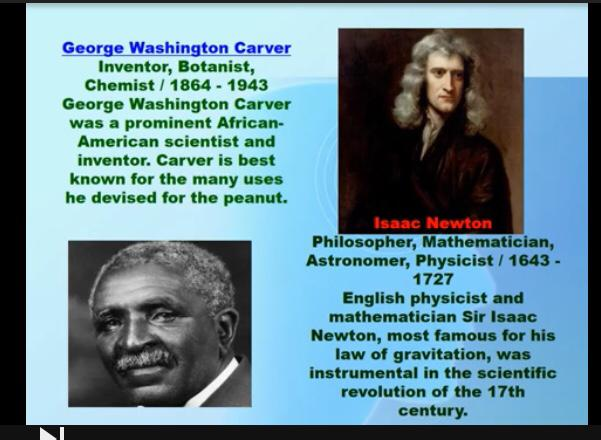 George Washington Carver
Inventor, Botanist,
Chemist / 1864 - 1943
George Washington Carver
was a prominent African-
American scientist and
inventor. Carver is best
known for the many uses
he devised for the peanut.
Isaac Newton
Philosopher, Mathematician,
Astronomer, Physicist / 1643 -
1727
English physicist and
mathematician Sir Isaac
Newton, most famous for his
law of gravitation, was
instrumental in the scientific
revolution of the 17th
century.